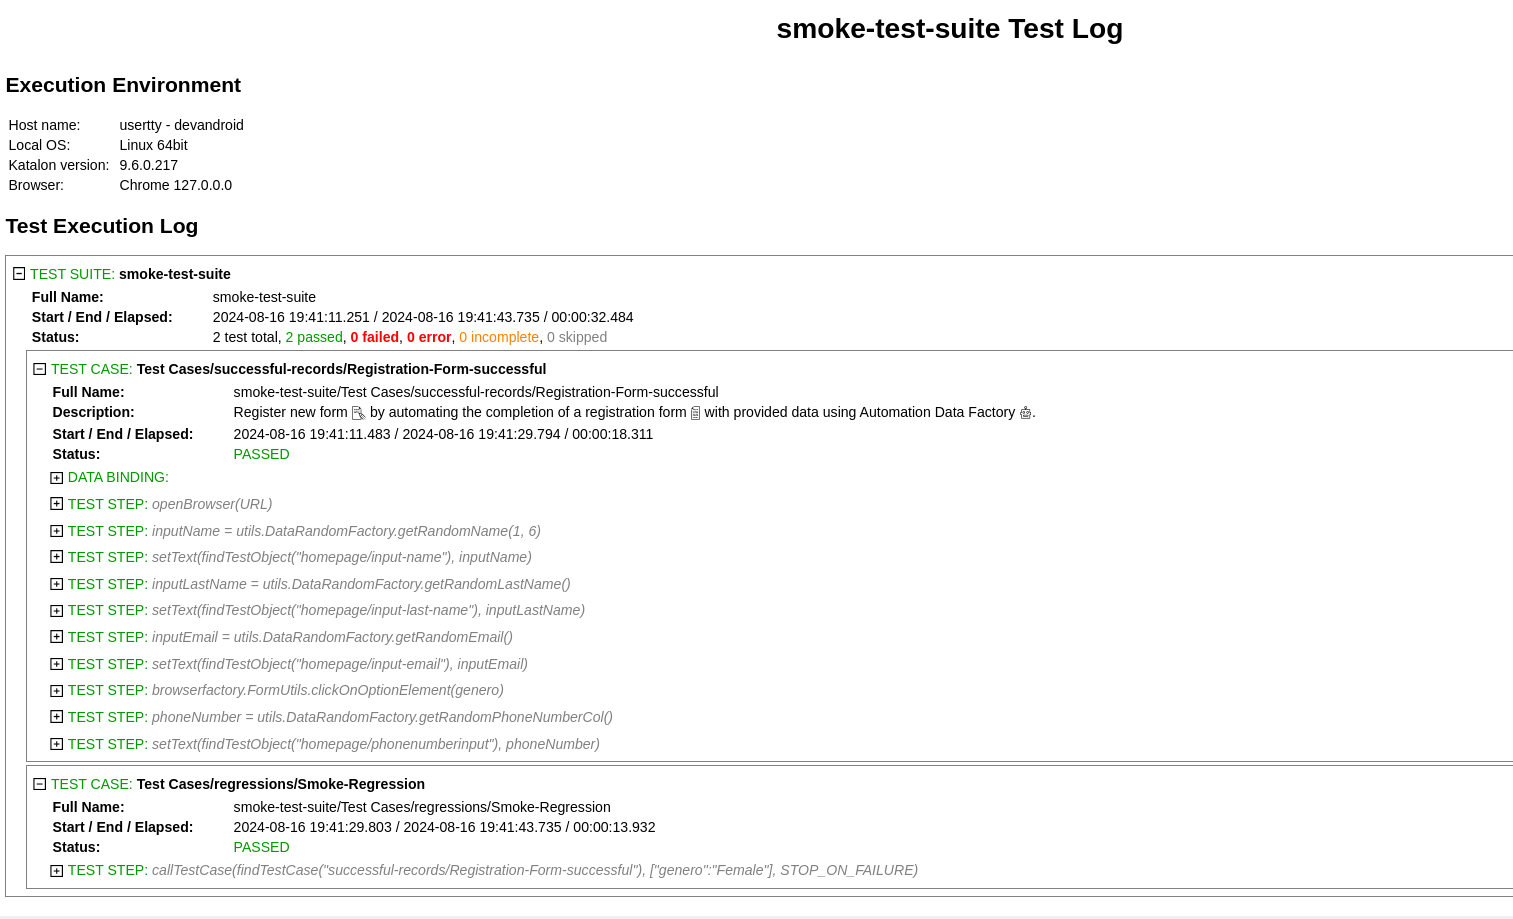 smoke-test-suite Test Log
Execution Environment
Host name: usertty - devandroid
Local OS: Linux 64bit
Katalon version: 9.6.0.217
Browser: Chrome 127.0.0.0
Test Execution Log
TEST SUITE: smoke-test-suite
Full Name: smoke-test-suite
Start / End / Elapsed: 2024-08-16 19:41:11.251 / 2024-08-16 19:41:43.735 / 00:00:32.484
Status: 2 test total, 2 passed, 0 failed, 0 error, 0 incomplete, 0 skipped
TEST CASE: Test Cases/successful-records/Registration-Form-successful
Full Name: smoke-test-suite/Test Cases/successful-records/Registration-Form-successful
Description: Register new form by automating the completion of a registration form with provided data using Automation Data Factory .
Start / End / Elapsed: 2024-08-16 19:41:11.483 / 2024-08-16 19:41:29.794 / 00:00:18.311
Status: PASSED
DATA BINDING:
TEST STEP: openBrowser(URL)
TEST STEP: inputName = utils.DataRandomFactory.getRandomName(1, 6)
TEST STEP: setText(findTestObject("homepage/input-name"), inputName)
TEST STEP: inputLastName = utils.DataRandomFactory.getRandomLastName()
TEST STEP: setText(findTestObject("homepage/input-last-name"), inputLastName)
TEST STEP: inputEmail = utils.DataRandomFactory.getRandomEmail()
TEST STEP: setText(findTestObject("homepage/input-email"), inputEmail)
TEST STEP: browserfactory.FormUtils.clickOnOptionElement(genero)
TEST STEP: phoneNumber = utils.DataRandomFactory.getRandomPhoneNumberCol()
TEST STEP: setText(findTestObject("homepage/phonenumberinput"), phoneNumber)
TEST CASE: Test Cases/regressions/Smoke-Regression
Full Name: smoke-test-suite/Test Cases/regressions/Smoke-Regression
Start / End / Elapsed: 2024-08-16 19:41:29.803 / 2024-08-16 19:41:43.735 / 00:00:13.932
Status: PASSED
TEST STEP: callTestCase(findTestCase("successful-records/Registration-Form-successful"), ["genero":"Female"], STOP_ON_FAILURE)